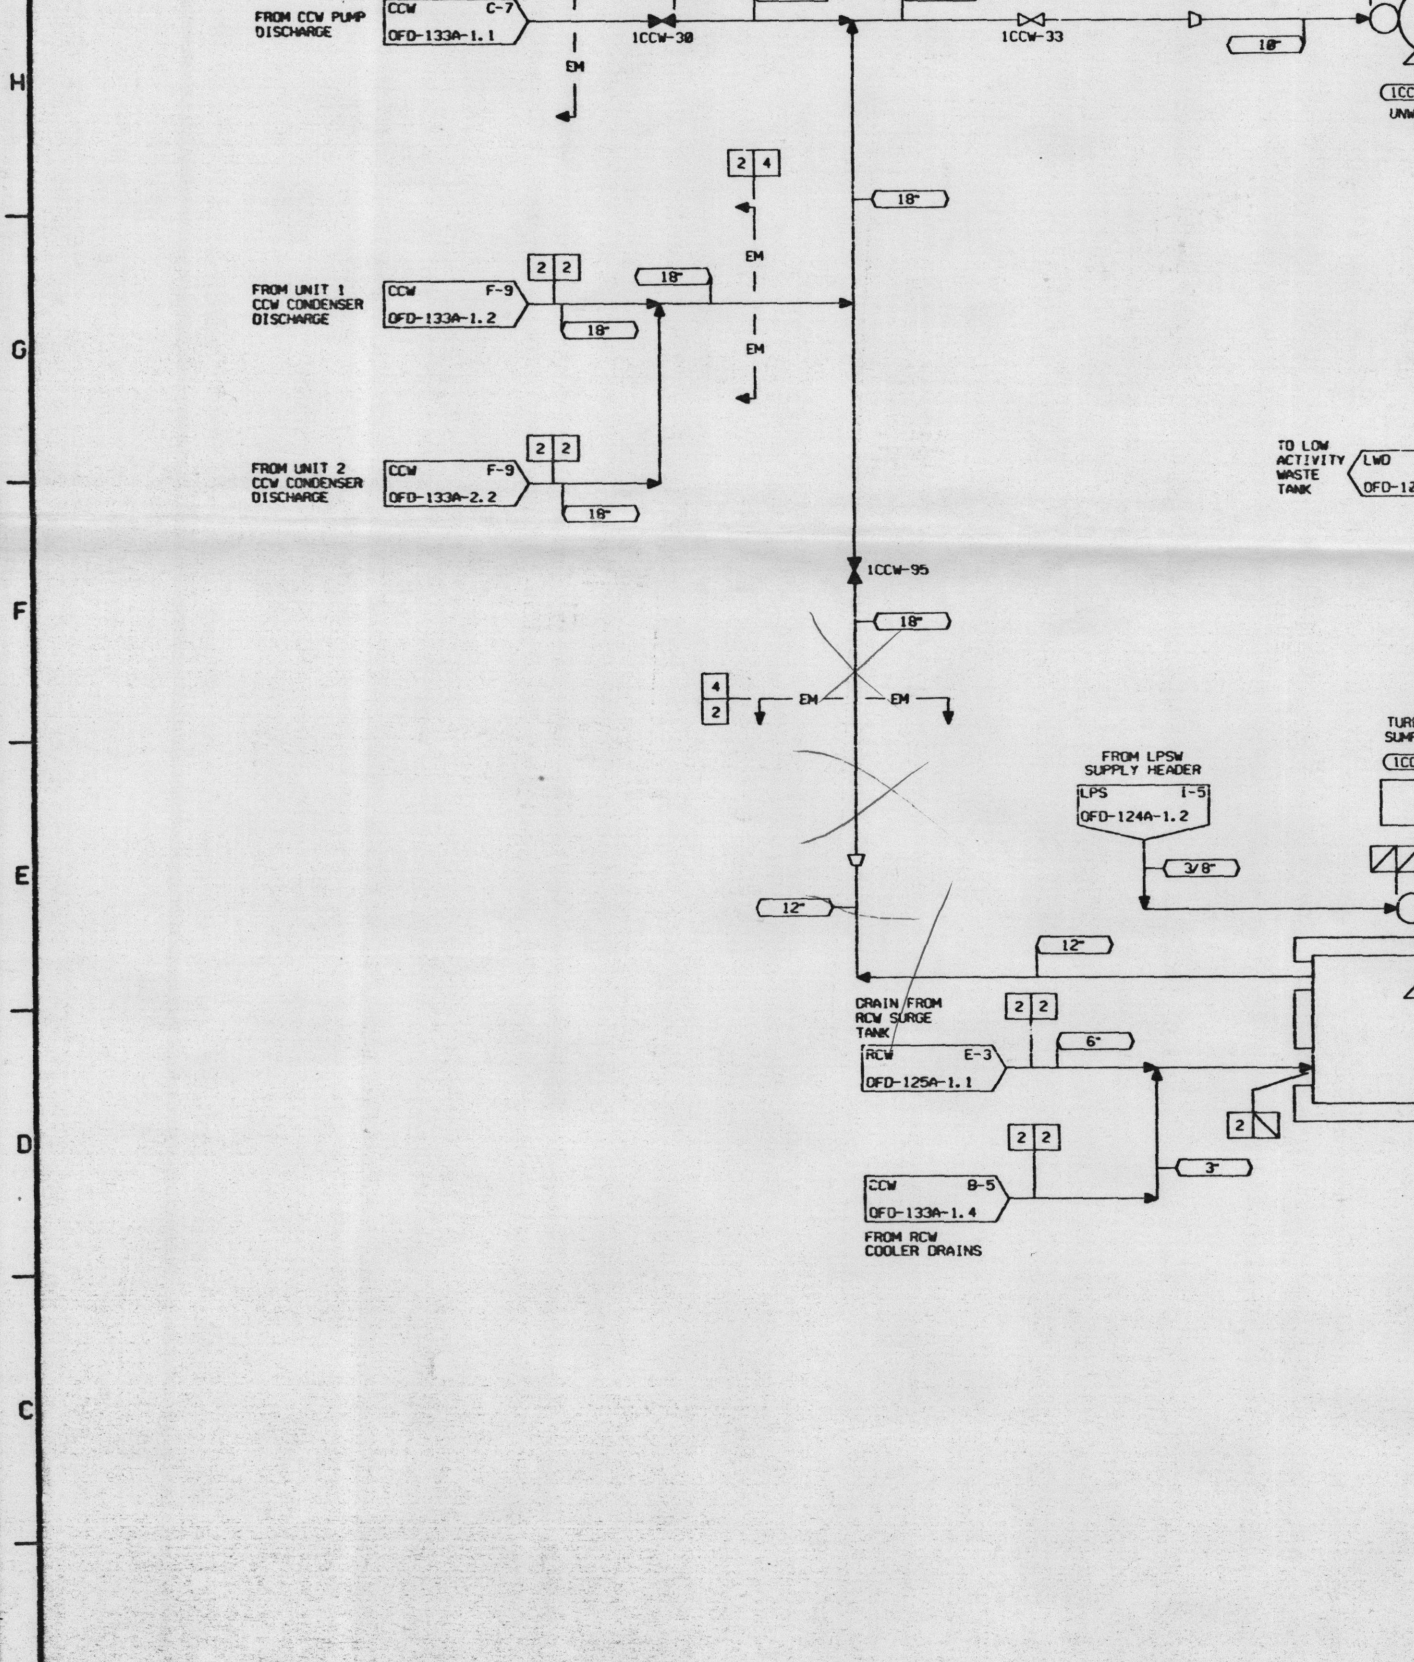 FROM CCW PUMP
DISCHARGE
CCW C-7
OFD-133A-1.1
1CCW-30
1CCW-33
10"
H
EM
2 4
18"
EM
FROM UNIT 1
CCW CONDENSER
DISCHARGE
CCW F-9
OFD-133A-1.2
2 2
18"
18"
G
EM
FROM UNIT 2
CCW CONDENSER
DISCHARGE
CCW F-9
OFD-133A-2.2
2 2
18"
TO LOW
ACTIVITY
WASTE
TANK
LWD
1CCW-95
F
18"
4
2
EM
EM
FROM LPSW
SUPPLY HEADER
LPS I-5
OFD-124A-1.2
3/8"
E
12"
12"
DRAIN FROM
RCW SURGE
TANK
RCW E-3
OFD-125A-1.1
2 2
6"
2
D
2 2
3"
CCW B-5
OFD-133A-1.4
FROM RCW
COOLER DRAINS
C